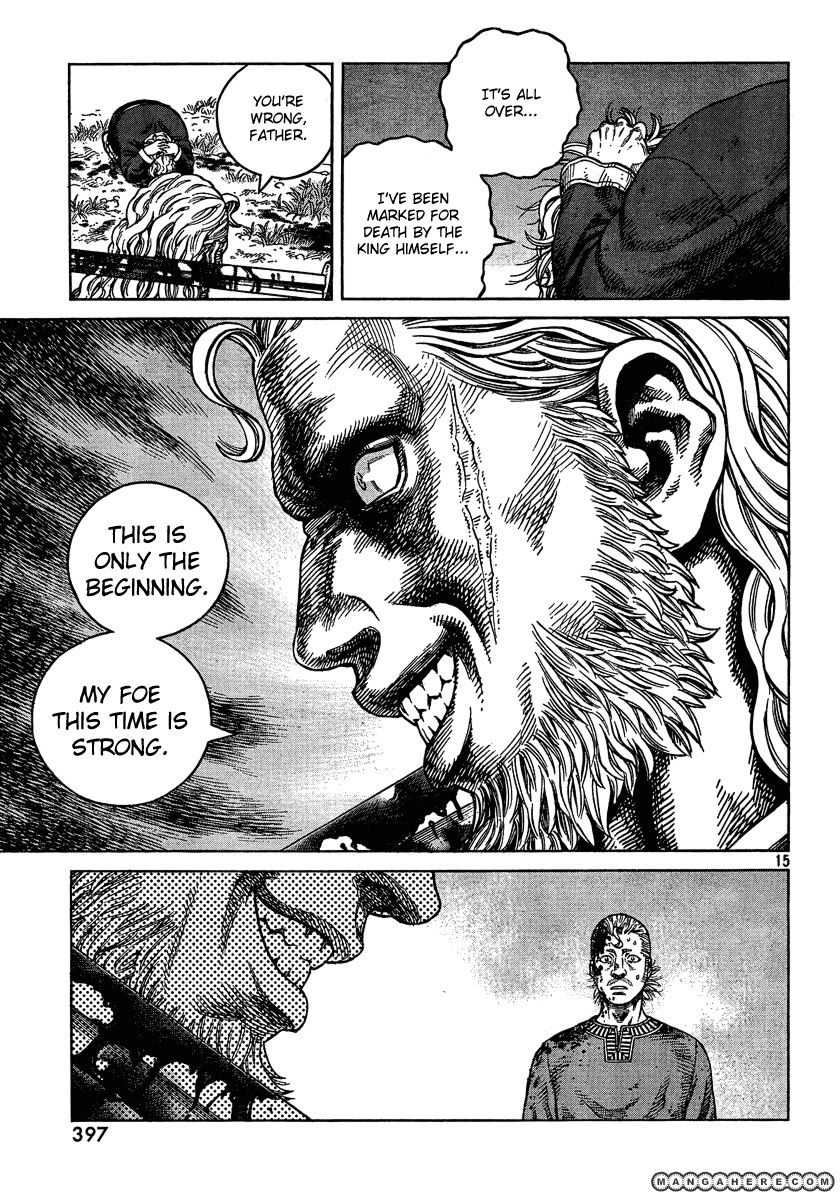 IT'S ALL
OVER...
I'VE BEEN
MARKED FOR
DEATH BY THE
KING HIMSELF...
YOU'RE
WRONG,
FATHER.
THIS IS
ONLY THE
BEGINNING.
MY FOE
THIS TIME IS
STRONG.
15
397
MANGAHERE.COM